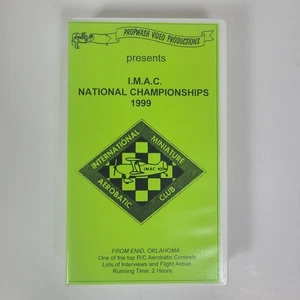 PROPWASH VIDEO PRODUCTIONS
presents
I.M.A.C.
NATIONAL CHAMPIONSHIPS
1999
INTERNATIONAL MINIATURE
IMAC
AEROBATIC CLUB
FROM ENID, OKLAHOMA
One of the top R/C Aerobatic Contests
Lots of Interviews and Flight Action
Running Time: 2 Hours